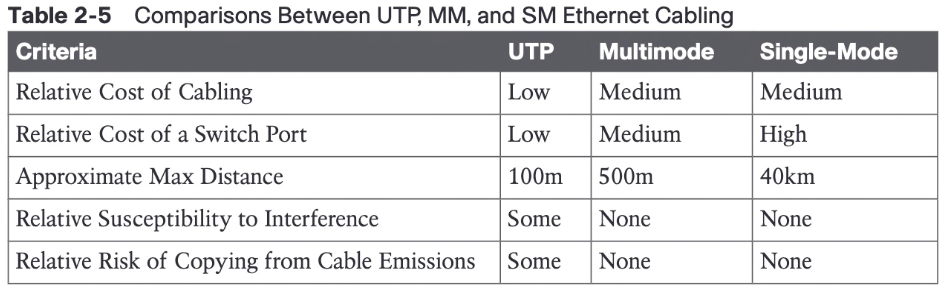 Table 2-5 Comparisons Between UTP, MM, and SM Ethernet Cabling
Criteria UTP Multimode Single-Mode
Relative Cost of Cabling Low Medium Medium
Relative Cost of a Switch Port Low Medium High
Approximate Max Distance 100m 500m 40km
Relative Susceptibility to Interference Some None None
Relative Risk of Copying from Cable Emissions Some None None